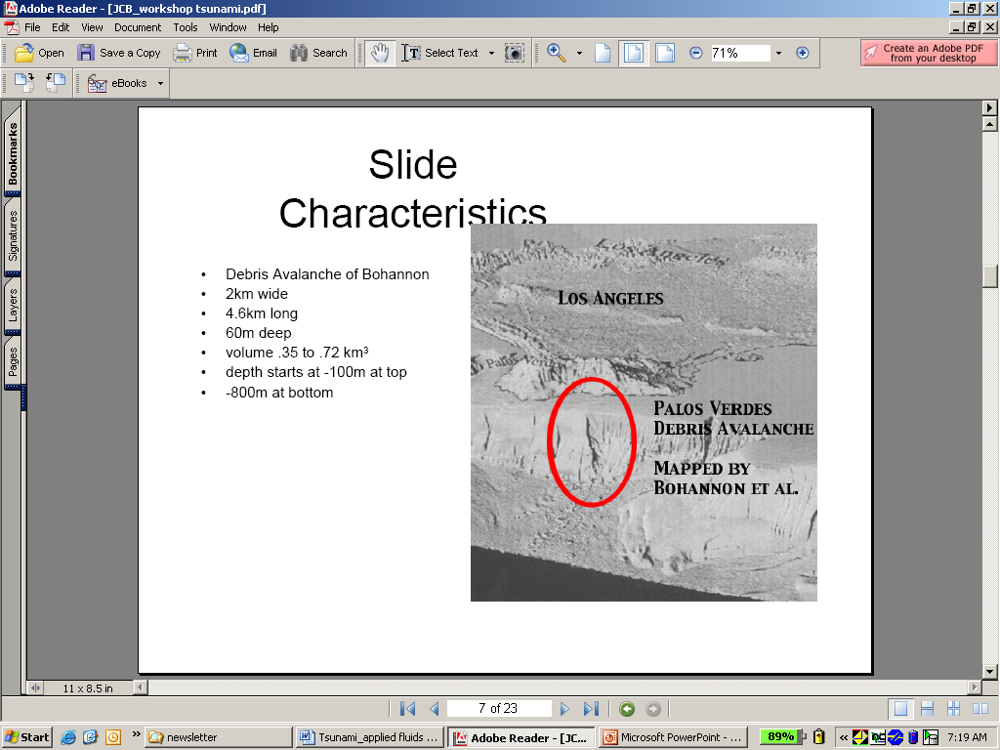 Adobe Reader - [JCB_workshop tsunami.pdf]
File Edit View Document Tools Window Help
Open Save a Copy Print Email Search Select Text 71% Create an Adobe PDF
from your desktop
eBooks
Bookmarks
Signatures
Layers
Pages
Slide
Characteristics
• Debris Avalanche of Bohannon
• 2km wide
• 4.6km long
• 60m deep
• volume .35 to .72 km³
• depth starts at -100m at top
• -800m at bottom
Los Angeles
Los Angeles
Palos Verd
Palos Verdes
Debris Avalanche
Mapped by
Bohannon et al.
11 x 8.5 in
7 of 23
Start » newsletter Tsunami_applied fluids ... Adobe Reader - [JC... Microsoft PowerPoint - ... 89% « 7:19 AM